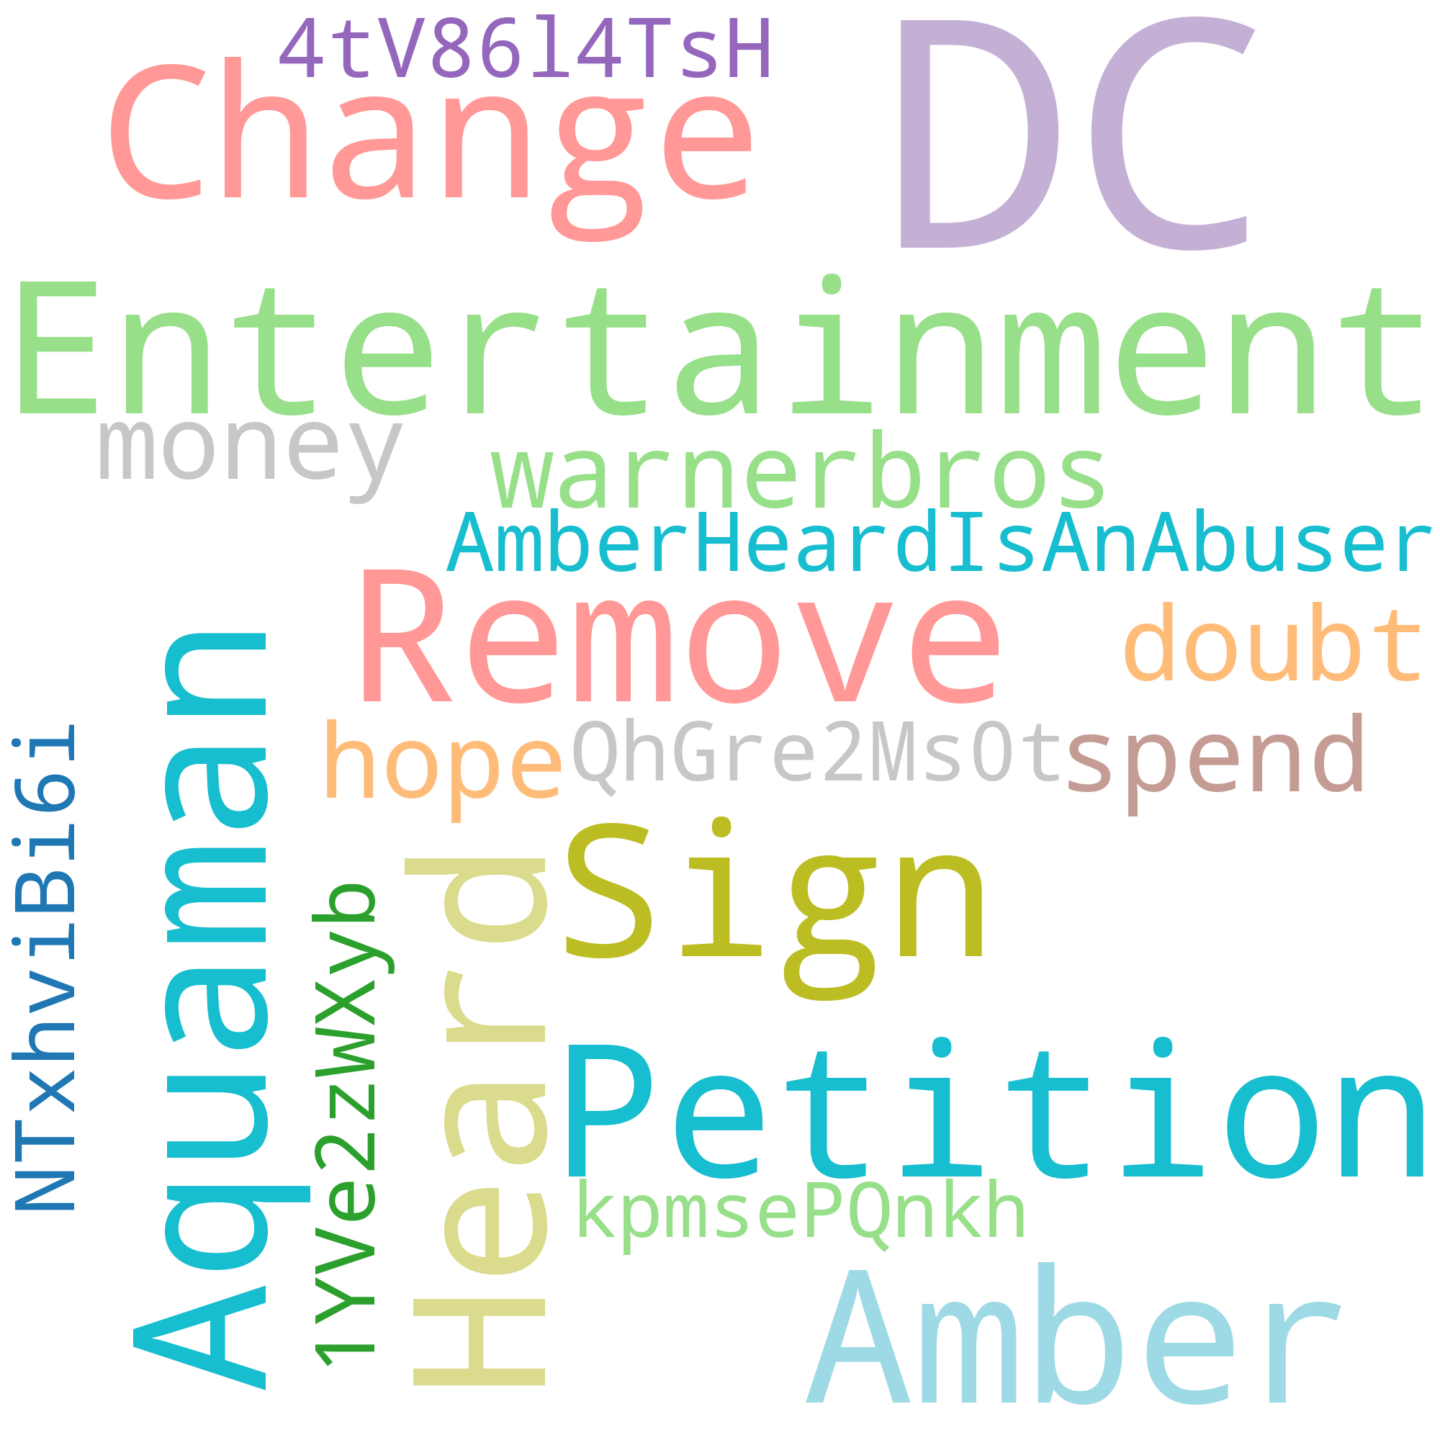 4tV86l4TsH
DC
Change
Entertainment
money
warnerbros
AmberHeardIsAnAbuser
Remove
doubt
hope
QhGre2Ms0t
spend
NTxhviBi6i
Aquaman
1YVe2zWXyb
Heard
Sign
Petition
kpmsePQnkh
Amber